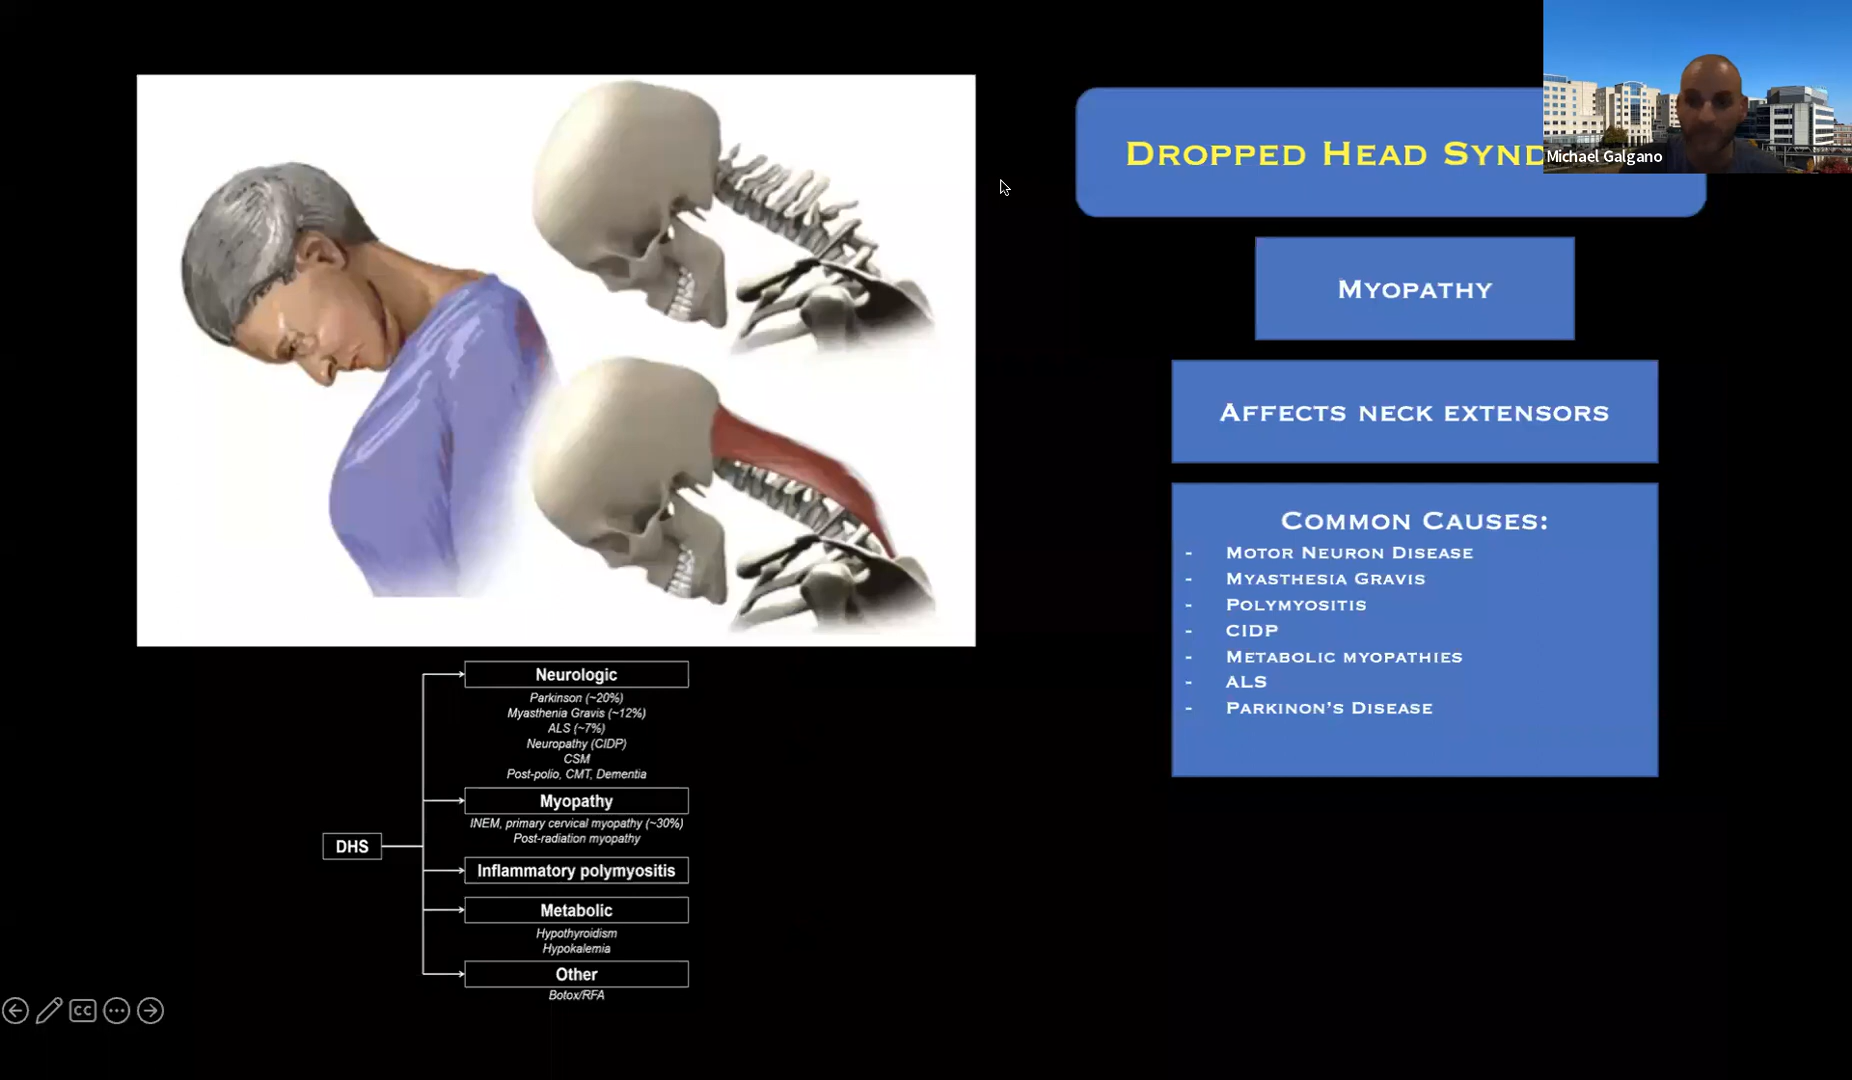 Dropped Head Synd
Michael Galgano
Myopathy
Affects neck extensors
Common Causes:
- Motor Neuron Disease
- Myasthesia Gravis
- Polymyositis
- CIDP
- Metabolic myopathies
- ALS
- Parkinon's Disease
DHS
Neurologic
Parkinson (~20%)
Myasthenia Gravis (~12%)
ALS (~7%)
Neuropathy (CIDP)
CSM
Post-polio, CMT, Dementia
Myopathy
INEM, primary cervical myopathy (~30%)
Post-radiation myopathy
Inflammatory polymyositis
Metabolic
Hypothyroidism
Hypokalemia
Other
Botox/RFA
CC